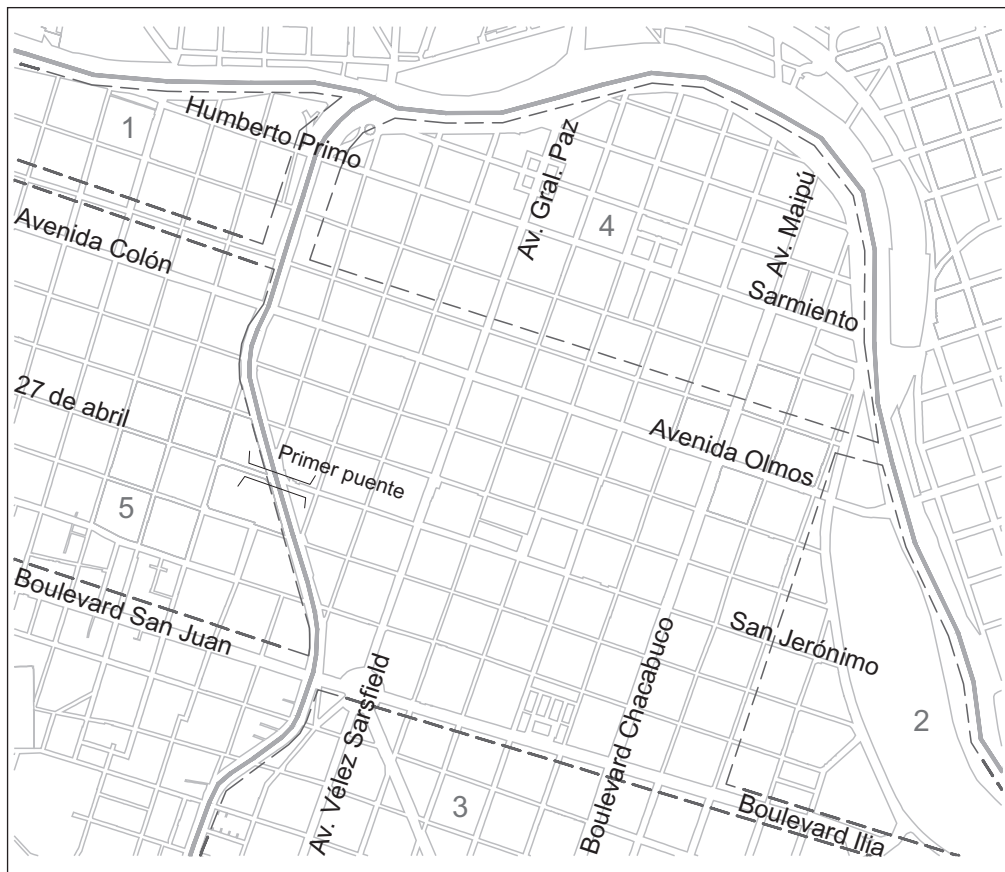 1
Humberto Primo
Av. Gral. Paz
4
Av. Maipú
Avenida Colón
Sarmiento
27 de abril
Avenida Olmos
Primer puente
5
Boulevard San Juan
San Jerónimo
Av. Vélez Sarsfield
Boulevard Chacabuco
2
3
Boulevard Ilia